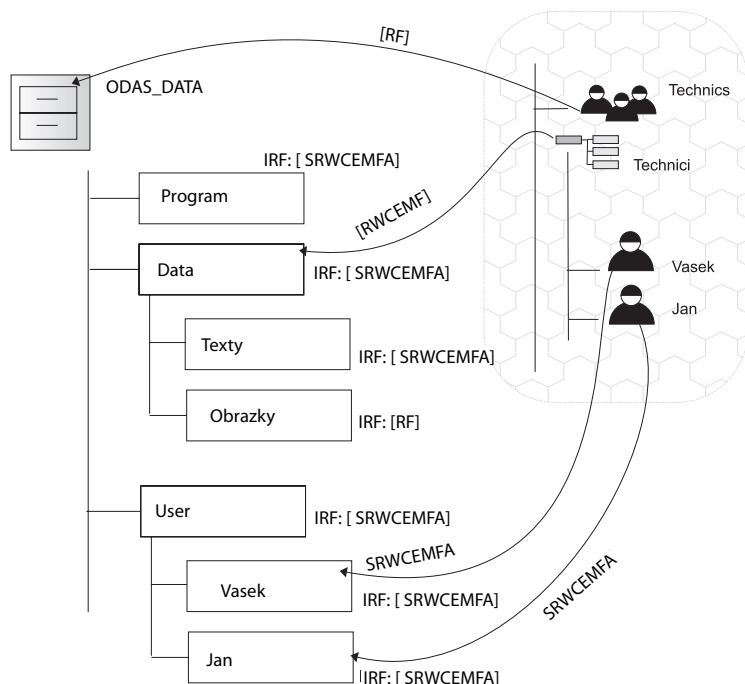 [RF]
ODAS_DATA
Technics
IRF: [ SRWCEMFA]
Technici
Program
[RWCEMF]
Data
IRF: [ SRWCEMFA]
Vasek
Jan
Texty
IRF: [ SRWCEMFA]
Obrazky
IRF: [RF]
User
IRF: [ SRWCEMFA]
SRWCEMFA
Vasek
IRF: [ SRWCEMFA]
SRWCEMFA
Jan
IRF: [ SRWCEMFA]